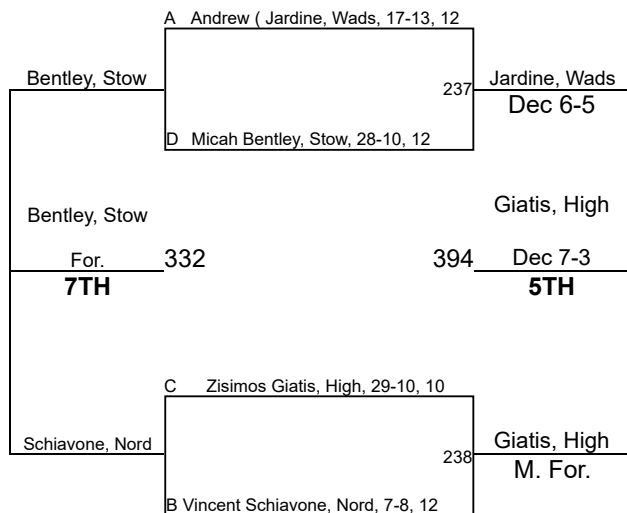 A Andrew ( Jardine, Wads, 17-13, 12
Bentley, Stow
237
Jardine, Wads
Dec 6-5
D Micah Bentley, Stow, 28-10, 12
Bentley, Stow
Giatis, High
For.
332
394
Dec 7-3
7TH
5TH
C Zisimos Giatis, High, 29-10, 10
Schiavone, Nord
238
Giatis, High
M. For.
B Vincent Schiavone, Nord, 7-8, 12